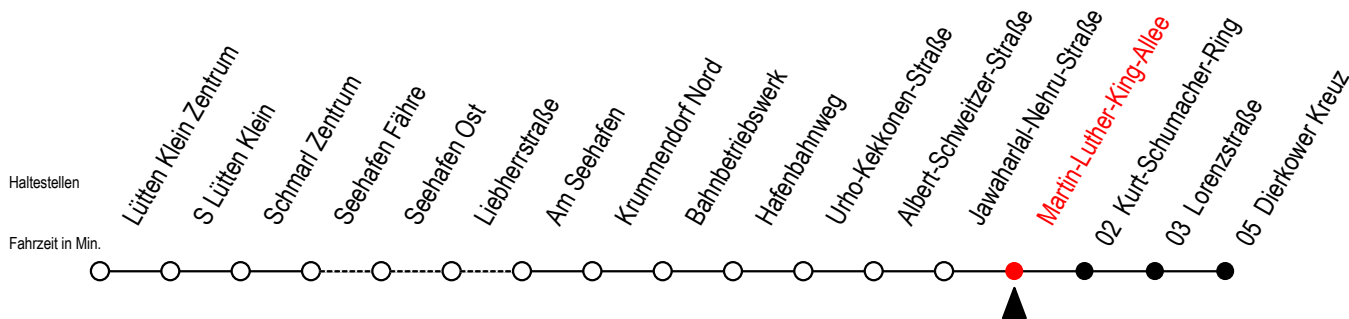 Haltestellen
Fahrzeit in Min.
Lütten Klein Zentrum
S Lütten Klein
Schmarl Zentrum
Seehafen Fähre
Seehafen Ost
Liebherrstraße
Am Seehafen
Krummendorf Nord
Bahnbetriebswerk
Hafenbahnweg
Urho-Kekkonen-Straße
Albert-Schweitzer-Straße
Jawaharlal-Nehru-Straße
Martin-Luther-King-Allee
02 Kurt-Schumacher-Ring
03 Lorenzstraße
05 Dierkower Kreuz